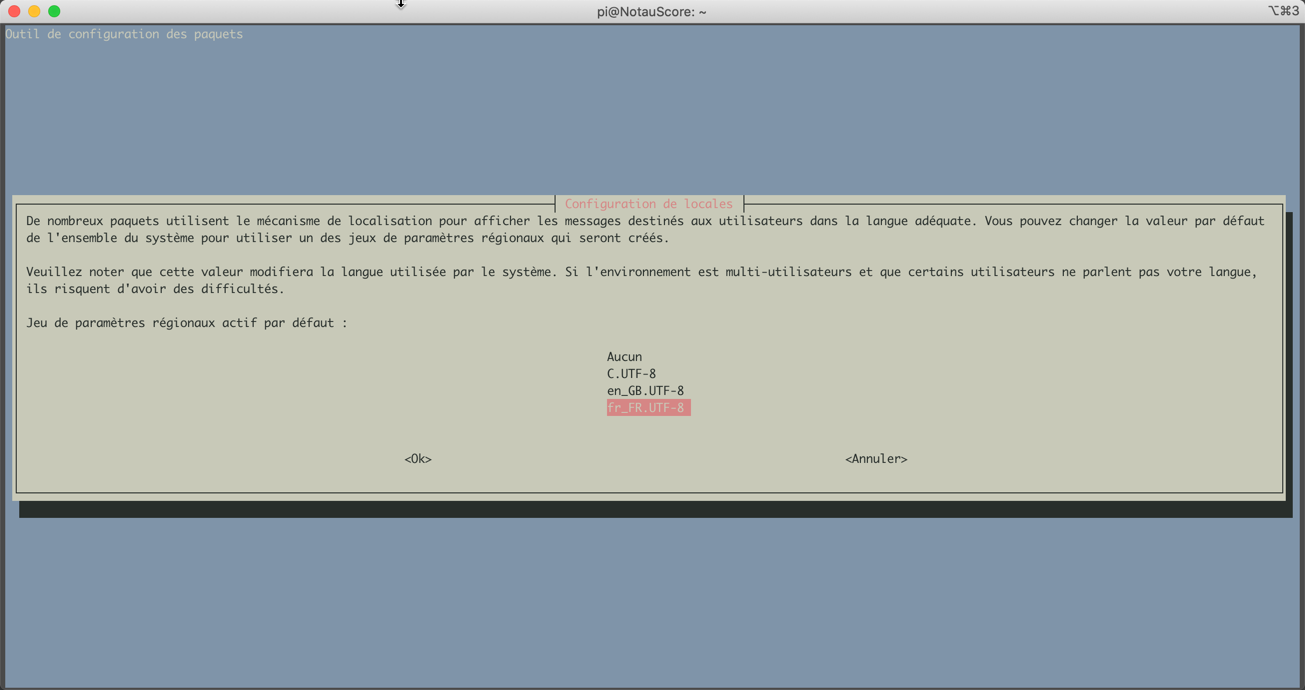 pi@NotauScore: ~
⌥⌘3
Outil de configuration des paquets
Configuration de locales
De nombreux paquets utilisent le mécanisme de localisation pour afficher les messages destinés aux utilisateurs dans la langue adéquate. Vous pouvez changer la valeur par défaut
de l'ensemble du système pour utiliser un des jeux de paramètres régionaux qui seront créés.
Veuillez noter que cette valeur modifiera la langue utilisée par le système. Si l'environnement est multi-utilisateurs et que certains utilisateurs ne parlent pas votre langue,
ils risquent d'avoir des difficultés.
Jeu de paramètres régionaux actif par défaut :
Aucun
C.UTF-8
en_GB.UTF-8
fr_FR.UTF-8
<Ok> <Annuler>